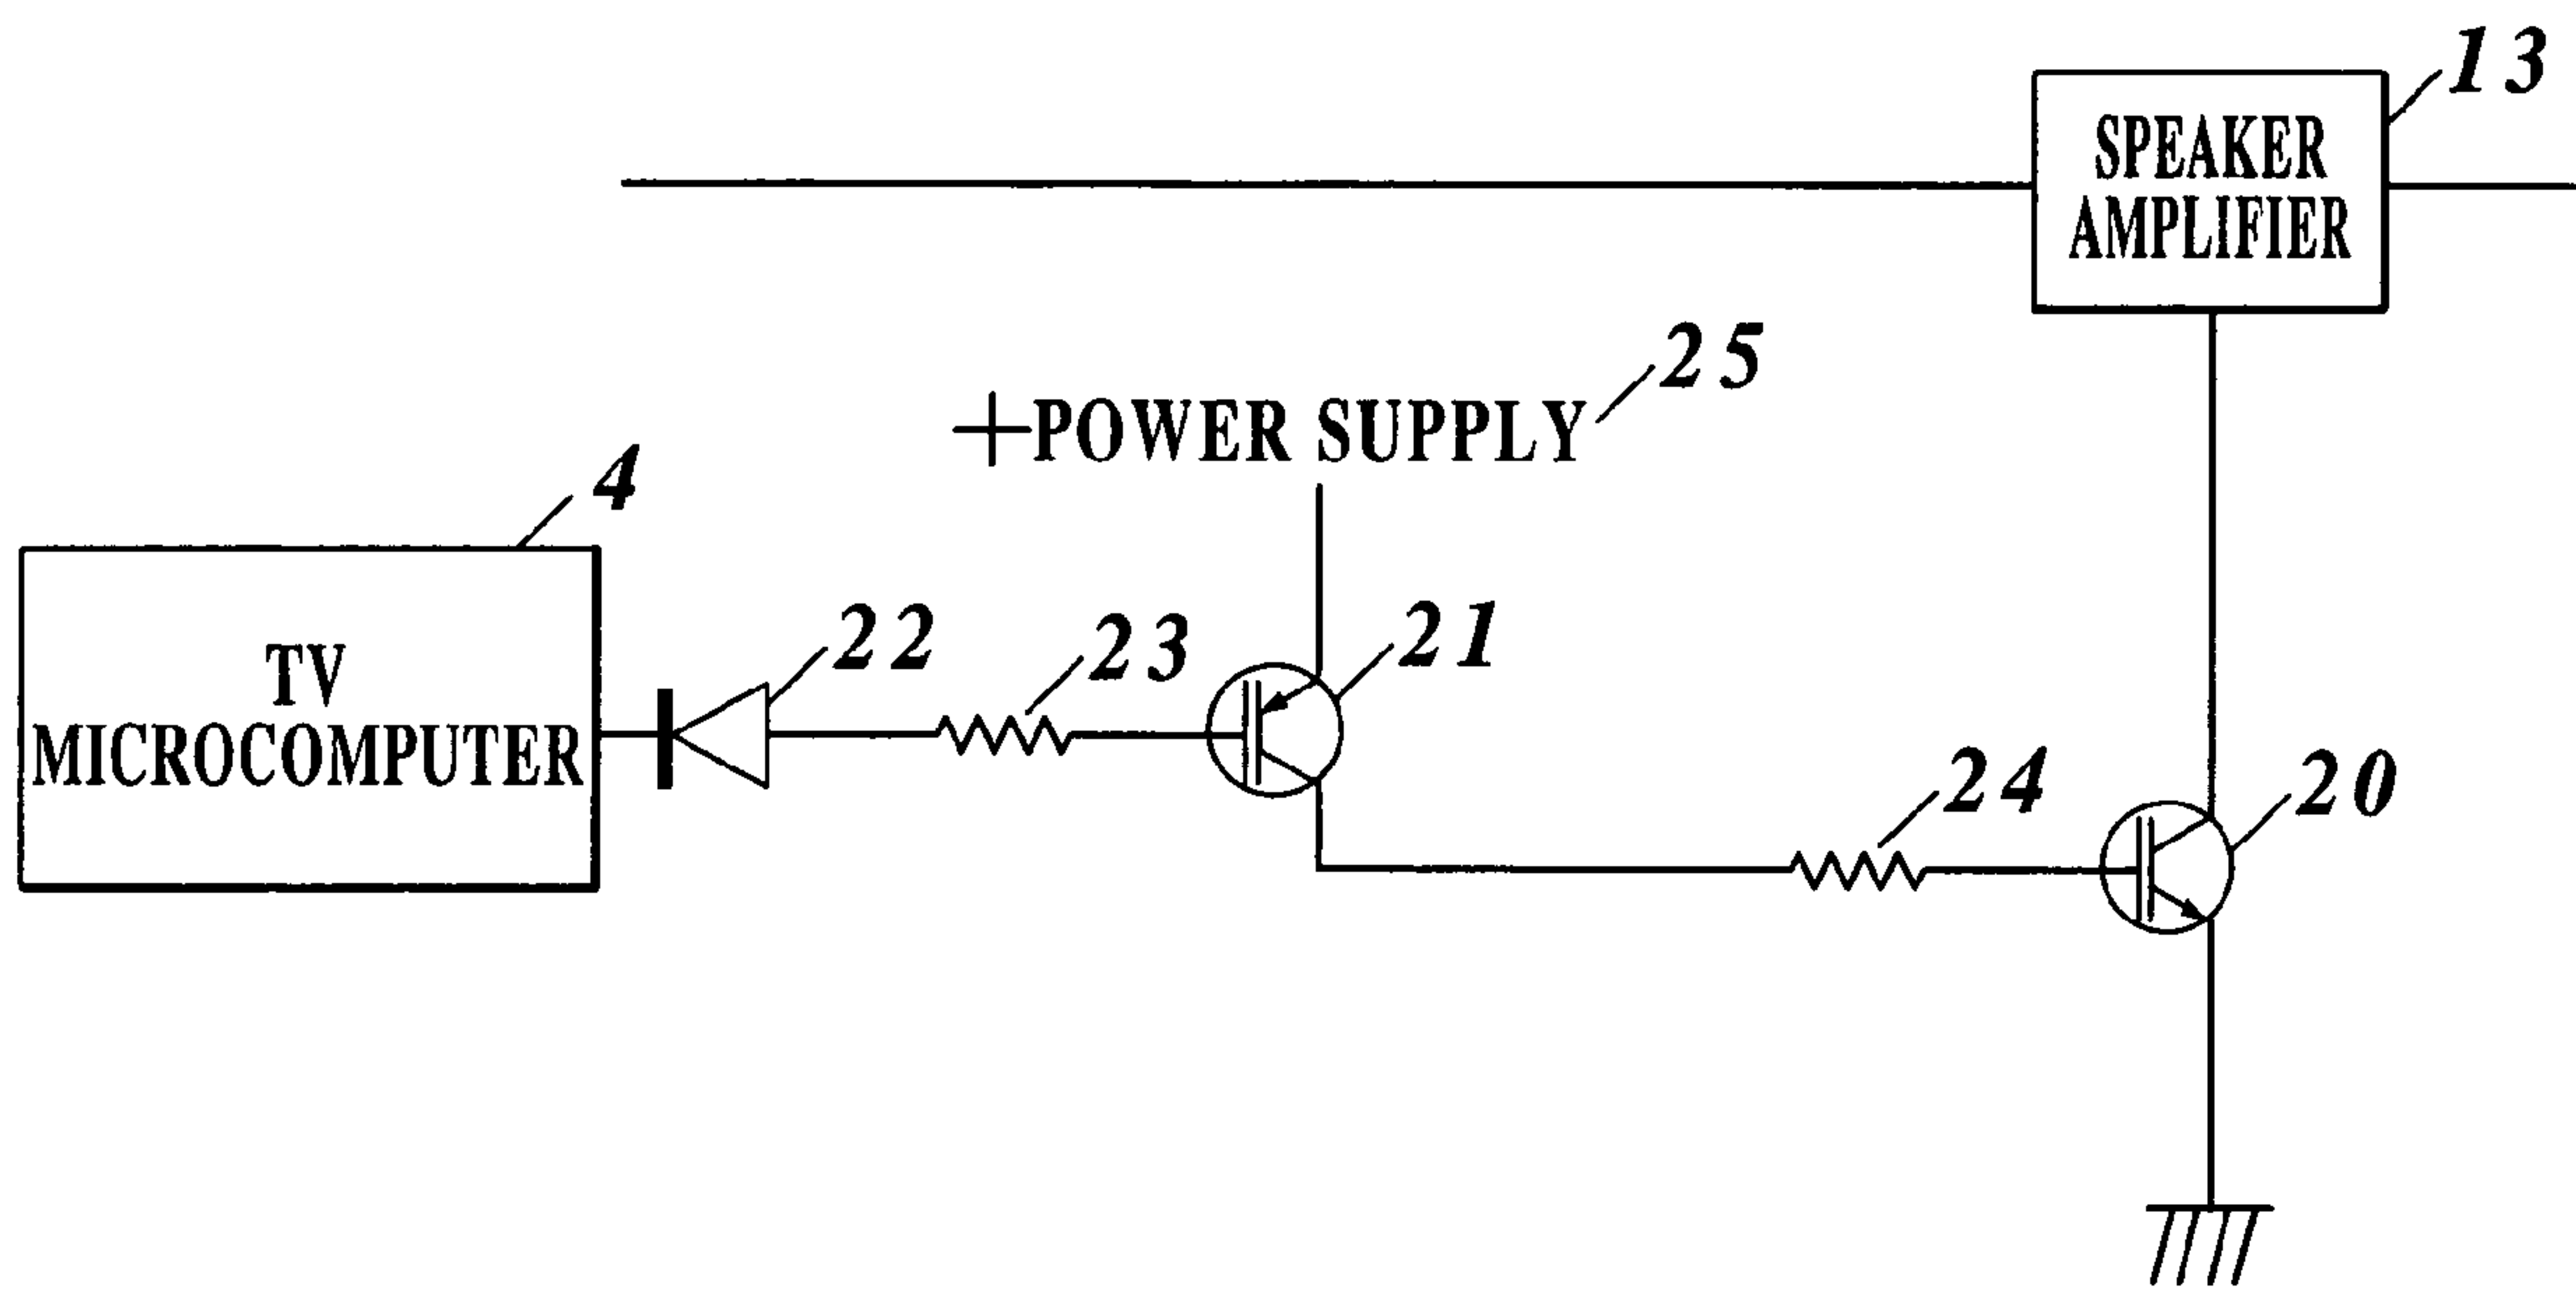 13
SPEAKER
AMPLIFIER
25
+POWER SUPPLY
4
22
23
21
TV
MICROCOMPUTER
24
20